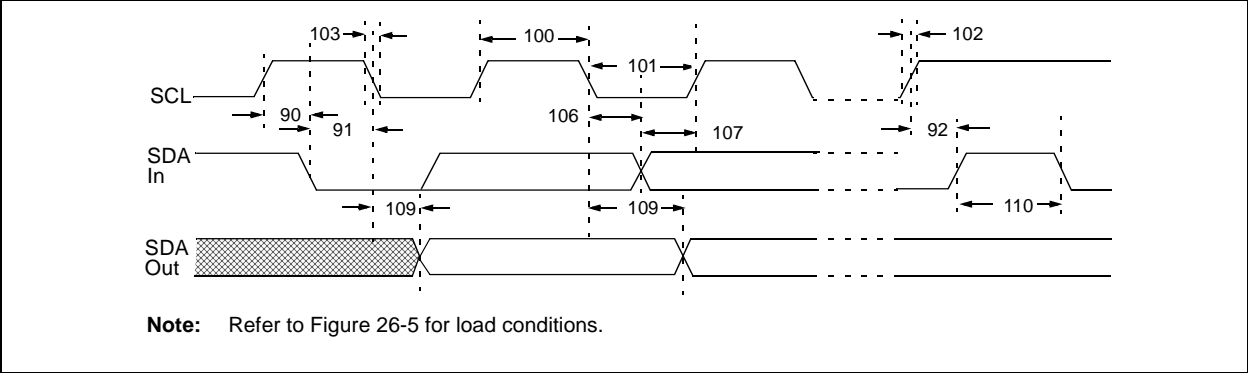 103
100
101
102
SCL
90
91
106
107
92
SDA
In
109
109
110
SDA
Out
Note: Refer to Figure 26-5 for load conditions.